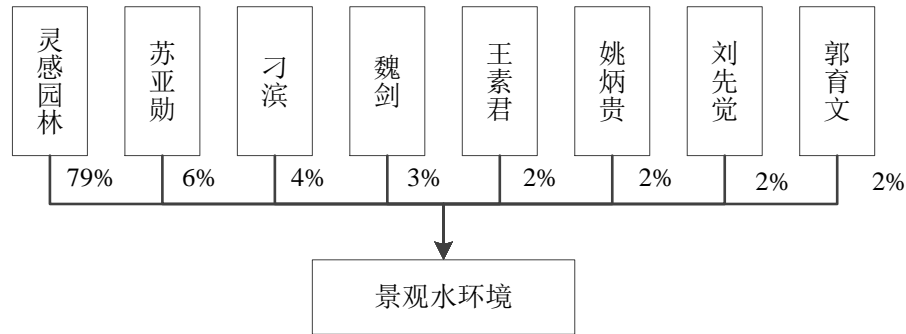 灵感园林
苏亚勋
刁滨
魏剑
王素君
姚炳贵
刘先觉
郭育文
79%
6%
4%
3%
2%
2%
2%
2%
景观水环境